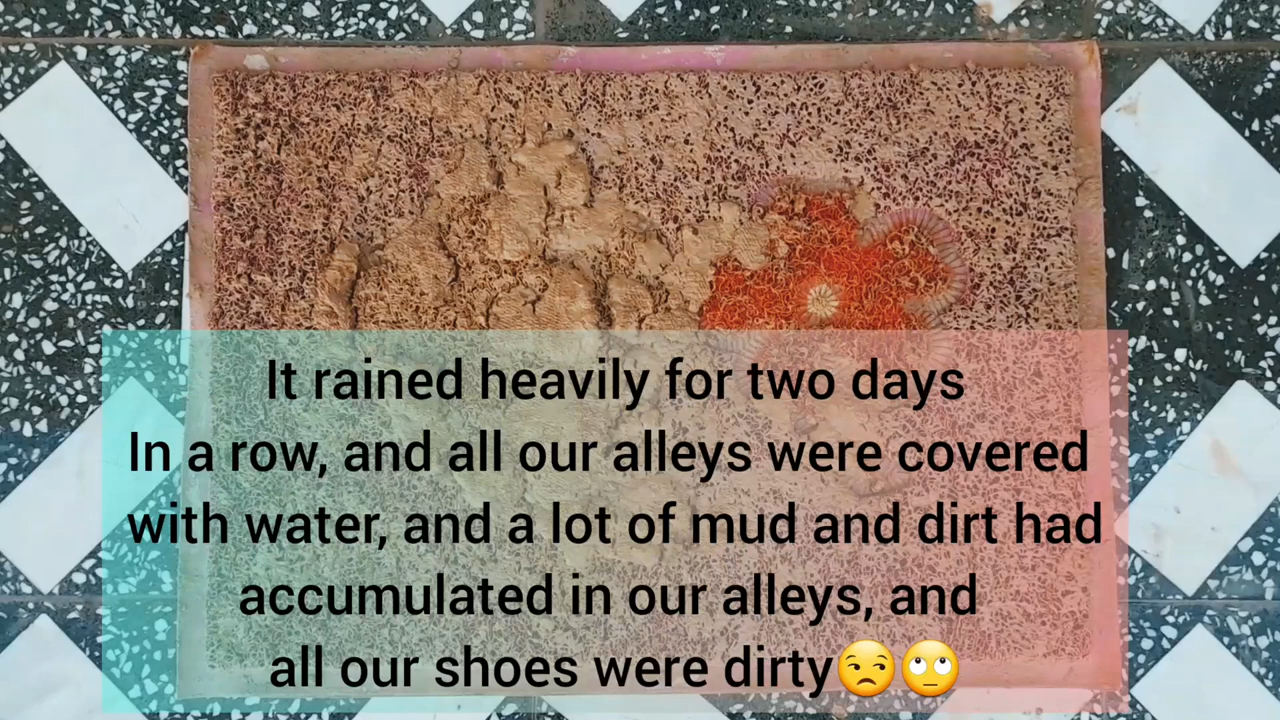 It rained heavily for two days
In a row, and all our alleys were covered
with water, and a lot of mud and dirt had
accumulated in our alleys, and
all our shoes were dirty😒🙄